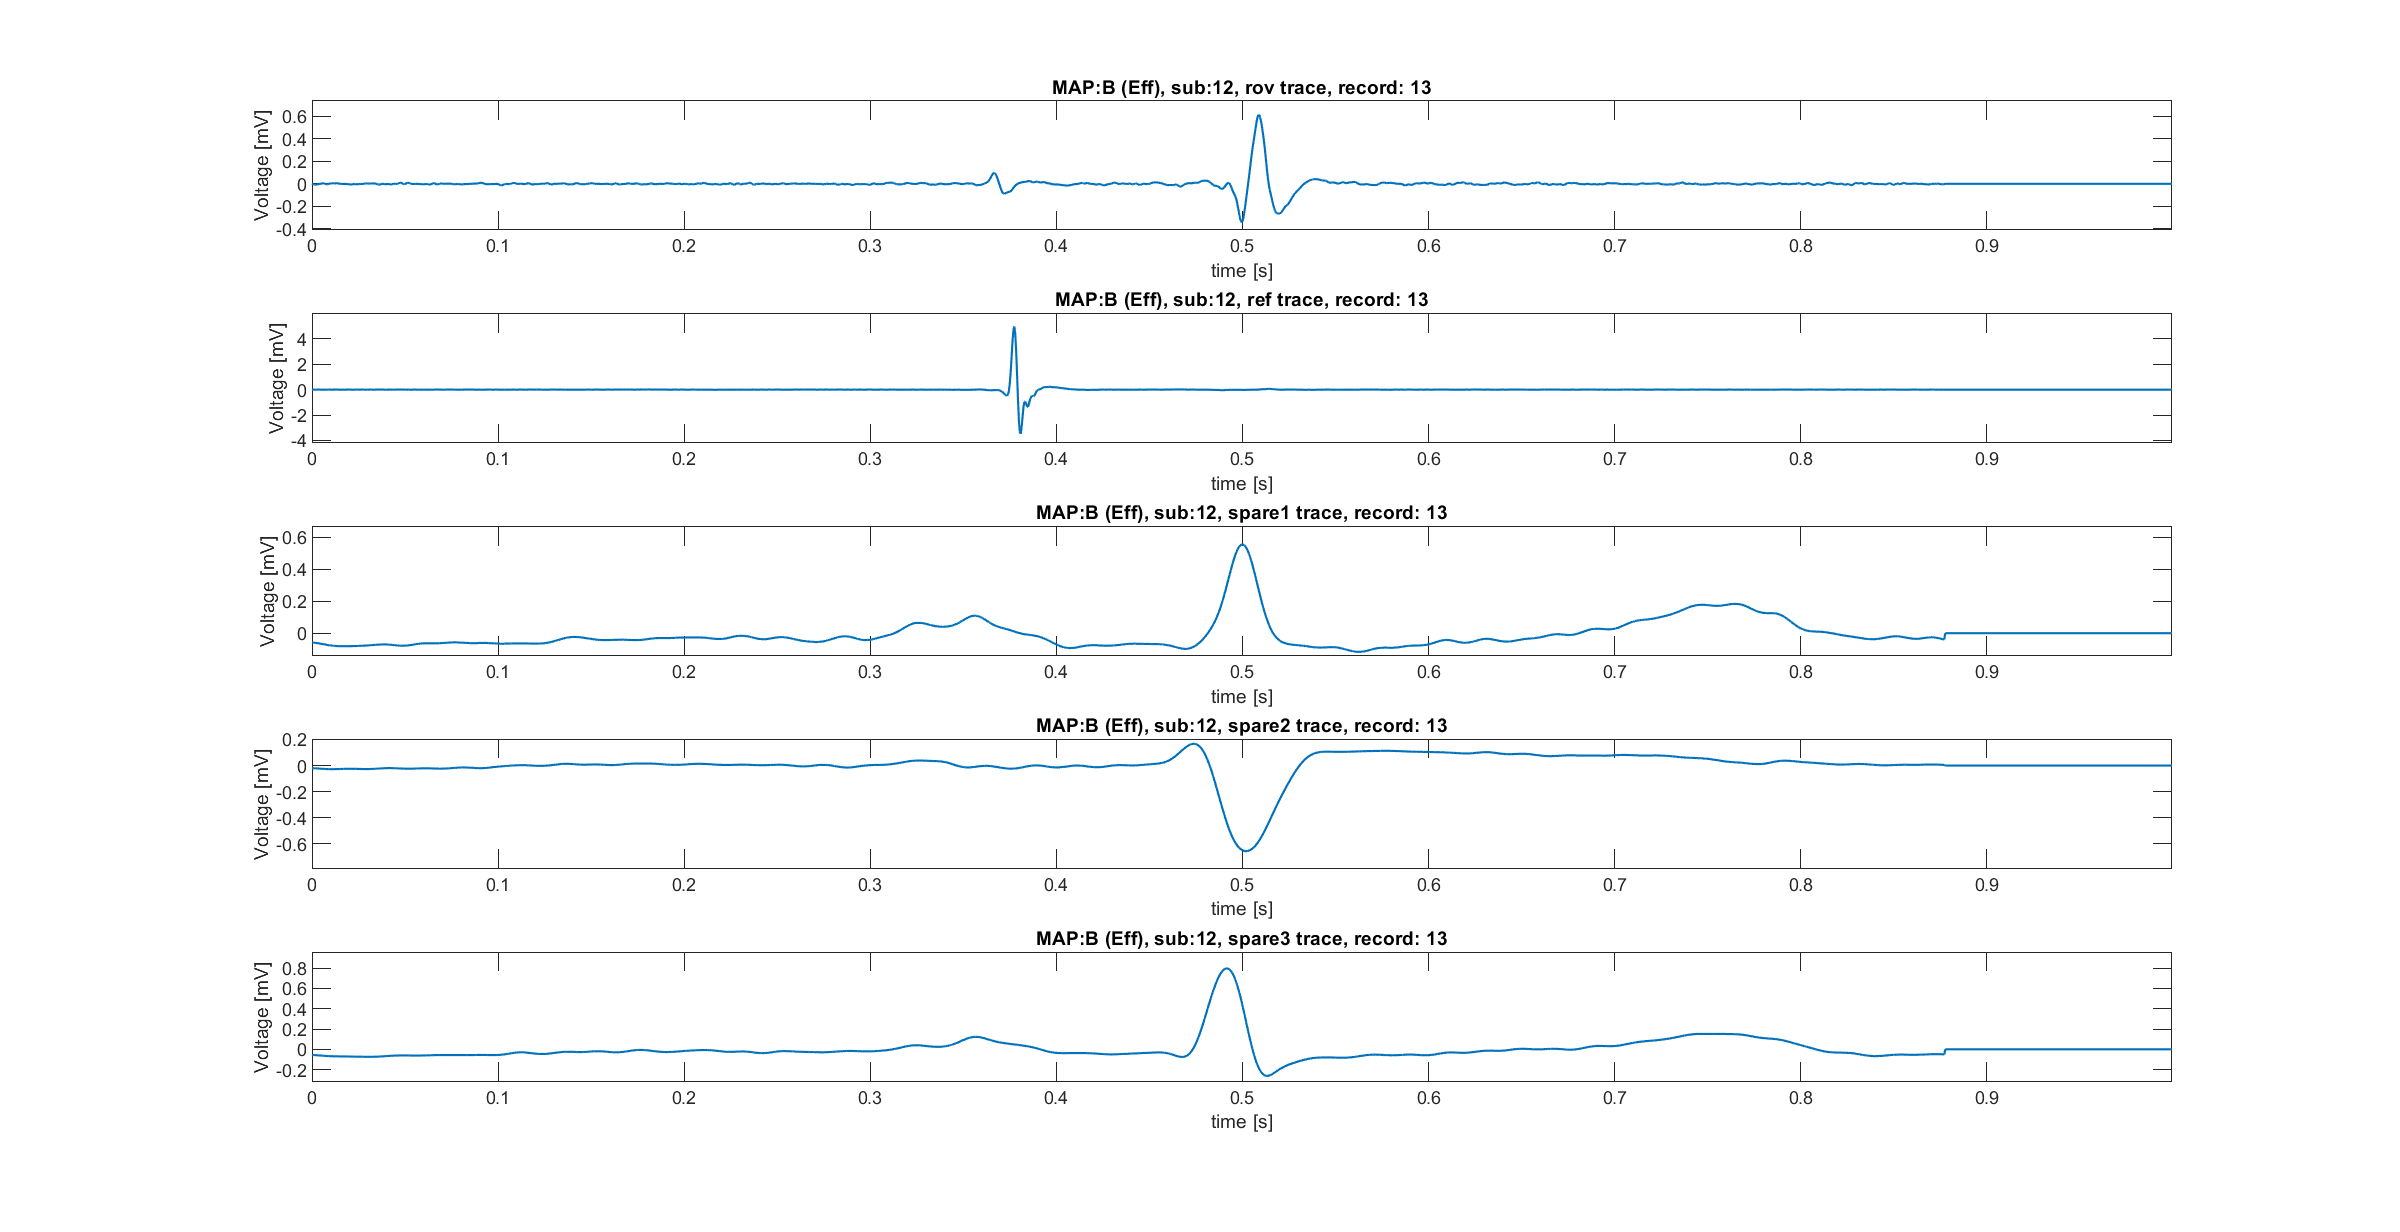 MAP:B (Eff), sub:12, rov trace, record: 13
Voltage [mV]
0.6
0.4
0.2
0
-0.2
-0.4
0 0.1 0.2 0.3 0.4 0.5 0.6 0.7 0.8 0.9
time [s]
MAP:B (Eff), sub:12, ref trace, record: 13
Voltage [mV]
4
2
0
-2
-4
0 0.1 0.2 0.3 0.4 0.5 0.6 0.7 0.8 0.9
time [s]
MAP:B (Eff), sub:12, spare1 trace, record: 13
Voltage [mV]
0.6
0.4
0.2
0
0 0.1 0.2 0.3 0.4 0.5 0.6 0.7 0.8 0.9
time [s]
MAP:B (Eff), sub:12, spare2 trace, record: 13
Voltage [mV]
0.2
0
-0.2
-0.4
-0.6
0 0.1 0.2 0.3 0.4 0.5 0.6 0.7 0.8 0.9
time [s]
MAP:B (Eff), sub:12, spare3 trace, record: 13
Voltage [mV]
0.8
0.6
0.4
0.2
0
-0.2
0 0.1 0.2 0.3 0.4 0.5 0.6 0.7 0.8 0.9
time [s]